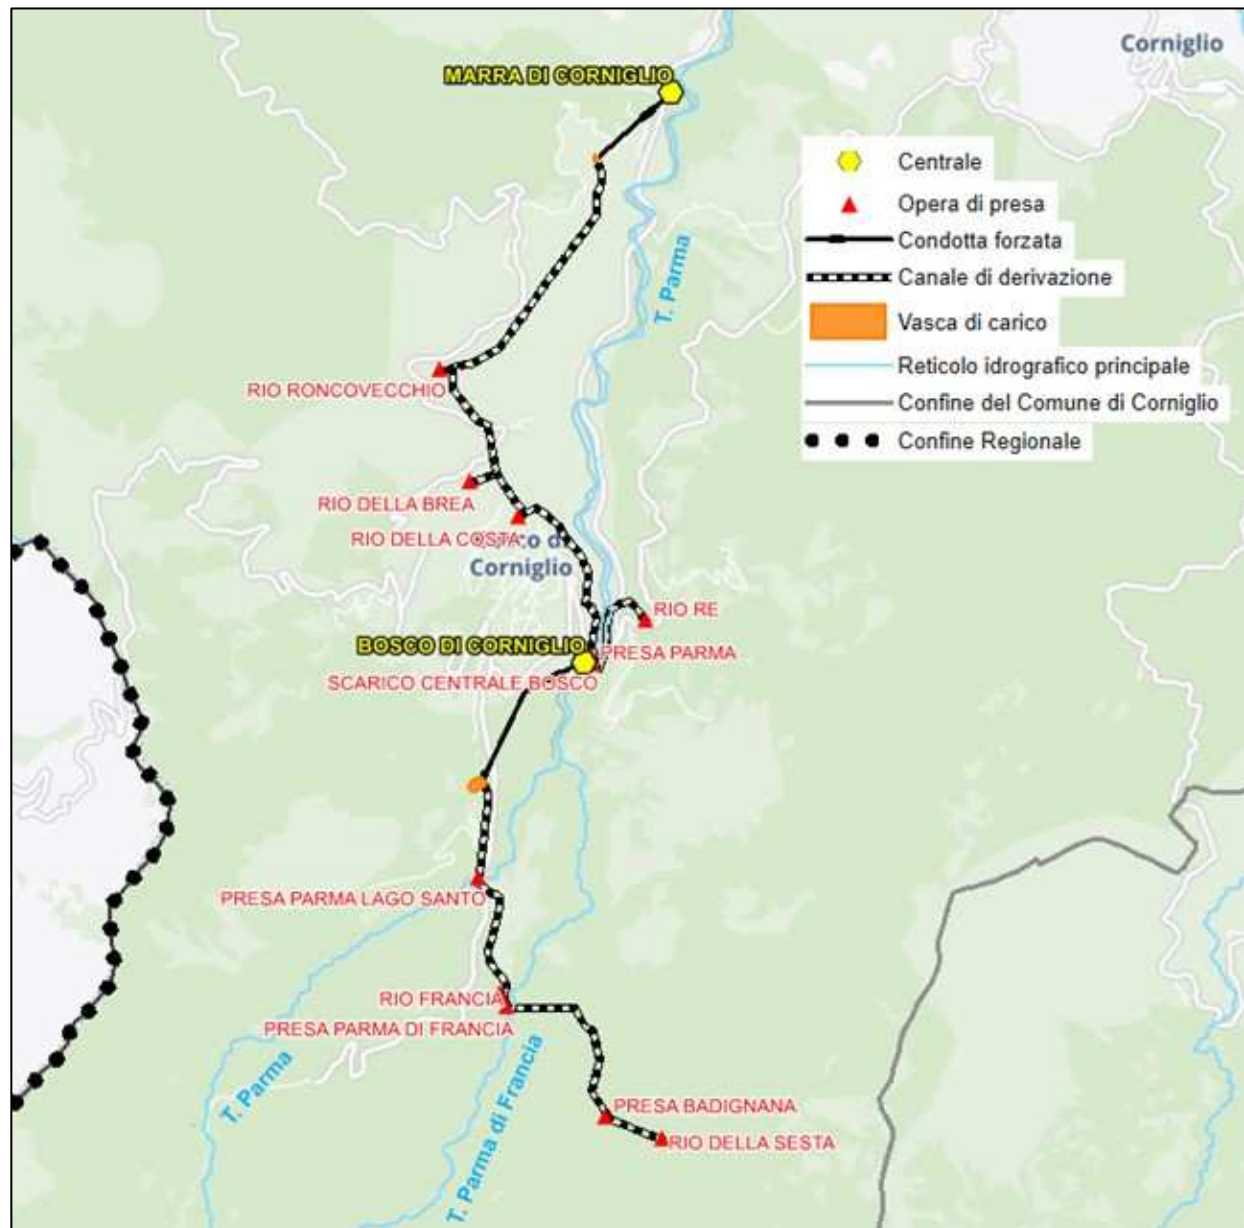 Corniglio
MARRA DI CORNIGLIO
Centrale
Opera di presa
Condotta forzata
Canale di derivazione
Vasca di carico
Reticolo idrografico principale
Confine del Comune di Corniglio
Confine Regionale
T. Parma
RIO RONCOVECCHIO
RIO DELLA BREA
RIO DELLA COSTA
Corniglio
RIO RE
BOSCO DI CORNIGLIO
PRESA PARMA
SCARICO CENTRALE BOSCO
PRESA PARMA LAGO SANTO
RIO FRANCIA
PRESA PARMA DI FRANCIA
T. Parma
T. Parma di Francia
PRESA BADIGNANA
RIO DELLA SESTA